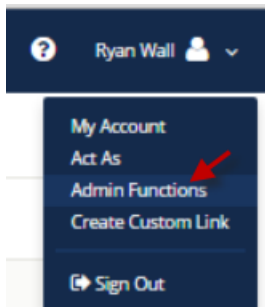 Ryan Wall
My Account
Act As
Admin Functions
Create Custom Link
Sign Out